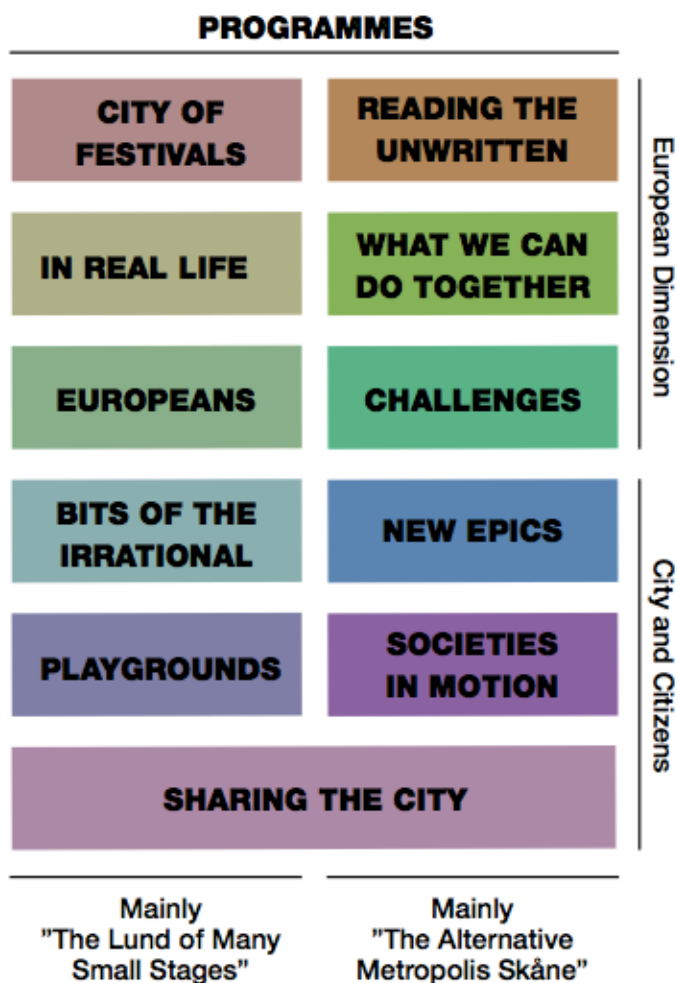 PROGRAMMES
CITY OF
FESTIVALS
READING THE
UNWRITTEN
IN REAL LIFE
WHAT WE CAN
DO TOGETHER
EUROPEANS
CHALLENGES
European Dimension
BITS OF THE
IRRATIONAL
NEW EPICS
PLAYGROUNDS
SOCIETIES
IN MOTION
SHARING THE CITY
City and Citizens
Mainly
”The Lund of Many
Small Stages”
Mainly
”The Alternative
Metropolis Skåne”